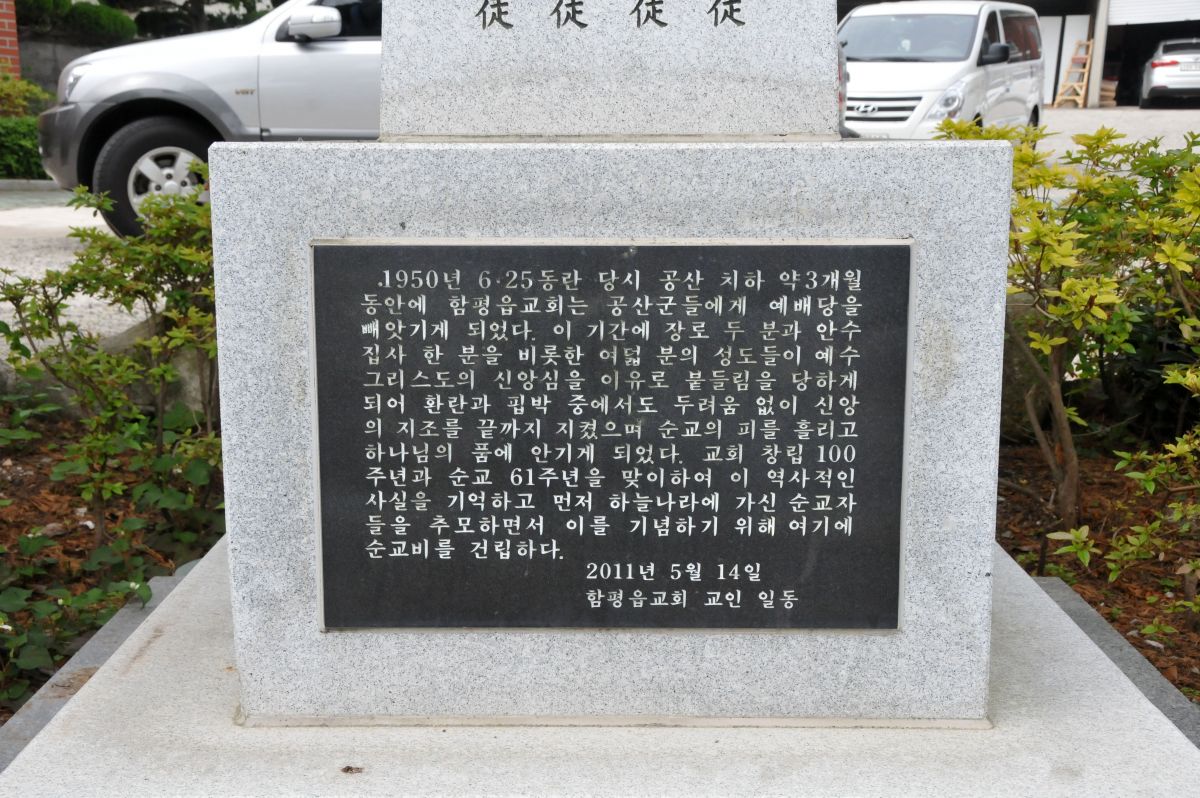 徒 徒 徒 徒
1950년 6·25동란 당시 공산 치하 약3개월
동안에 함평읍교회는 공산군들에게 예배당을
빼앗기게 되었다. 이 기간에 장로 두 분과 안수
집사 한 분을 비롯한 여덟 분의 성도들이 예수
그리스도의 신앙심을 이유로 붙들림을 당하게
되어 환란과 핍박 중에서도 두려움 없이 신앙
의 지조를 끝까지 지켰으며 순교의 피를 흘리고
하나님의 품에 안기게 되었다. 교회 창립 100
주년과 순교 61주년을 맞이하여 이 역사적인
사실을 기억하고 먼저 하늘나라에 가신 순교자
들을 추모하면서 이를 기념하기 위해 여기에
순교비를 건립하다.
2011년 5월 14일
함평읍교회 교인 일동